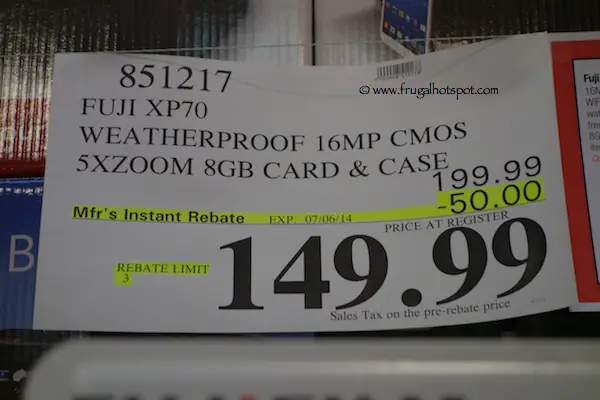 851217
© www.frugalhotspot.com
FUJI XP70
WEATHERPROOF 16MP CMOS
5XZOOM 8GB CARD & CASE
199.99
Mfr's Instant Rebate EXP. 07/06/14 -50.00
PRICE AT REGISTER
REBATE LIMIT
3
149.99
Sales Tax on the pre-rebate price
B
Fuji
16M